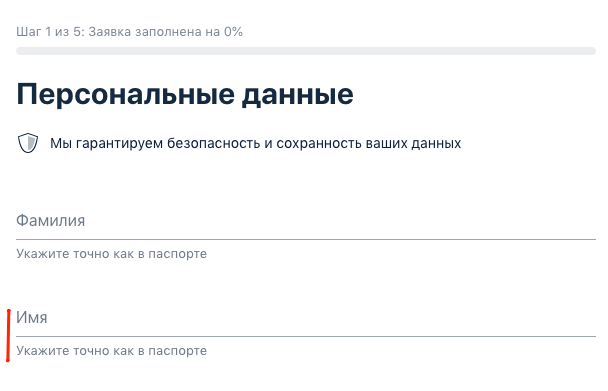 Шаг 1 из 5: Заявка заполнена на 0%
Персональные данные
Мы гарантируем безопасность и сохранность ваших данных
Фамилия
Укажите точно как в паспорте
Имя
Укажите точно как в паспорте